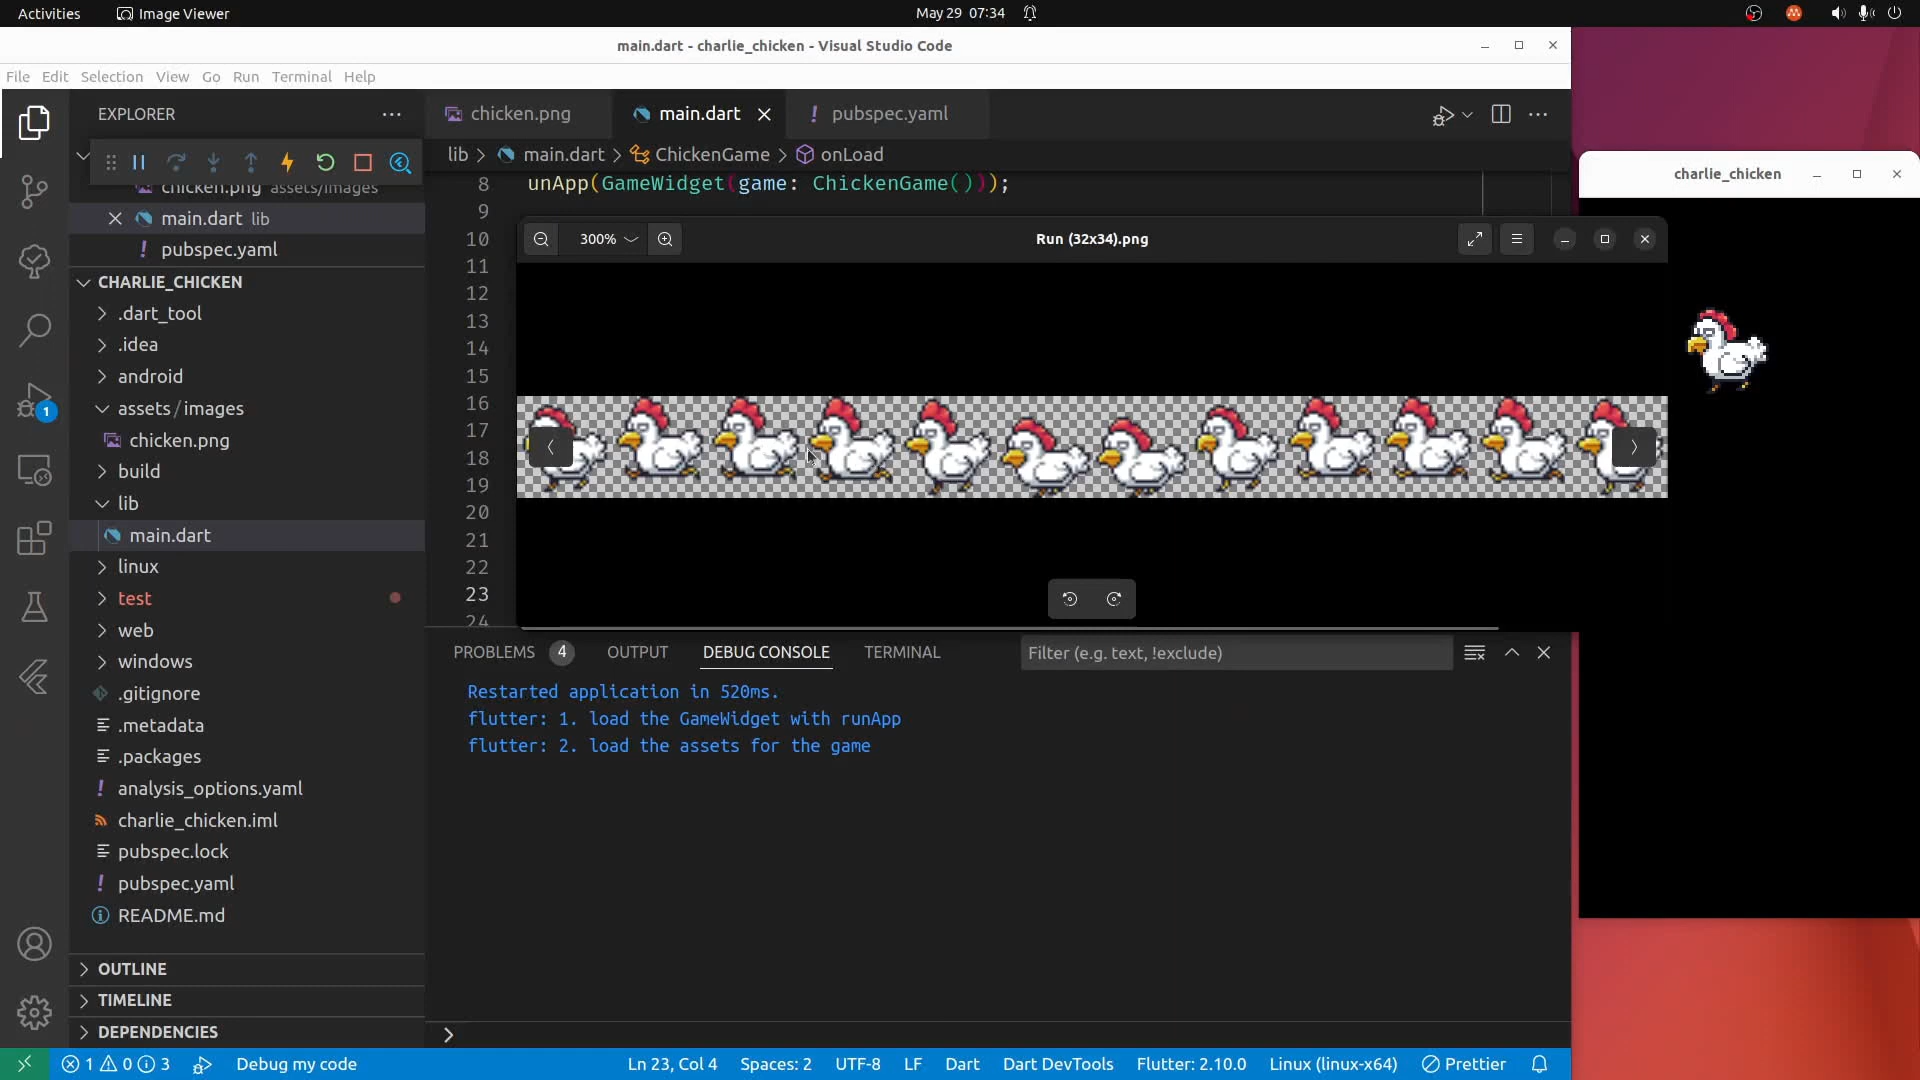 Activities
Image Viewer
May 29 07:34
main.dart - charlie_chicken - Visual Studio Code
File Edit Selection View Go Run Terminal Help
EXPLORER
chicken.png
main.dart
pubspec.yaml
lib > main.dart > ChickenGame > onLoad
chicken.png assets/images
main.dart lib
pubspec.yaml
CHARLIE_CHICKEN
.dart_tool
.idea
android
assets/images
chicken.png
build
lib
main.dart
linux
test
web
windows
.gitignore
.metadata
.packages
analysis_options.yaml
charlie_chicken.iml
pubspec.lock
pubspec.yaml
README.md
OUTLINE
TIMELINE
DEPENDENCIES
1
8 unApp(GameWidget(game: ChickenGame()));
9
10
11
12
13
14
15
16
17
18
19
20
21
22
23
24
300%
Run (32x34).png
charlie_chicken
PROBLEMS 4 OUTPUT DEBUG CONSOLE TERMINAL
Filter (e.g. text, !exclude)
Restarted application in 520ms.
flutter: 1. load the GameWidget with runApp
flutter: 2. load the assets for the game
1 0 3 Debug my code
Ln 23, Col 4 Spaces: 2 UTF-8 LF Dart Dart DevTools Flutter: 2.10.0 Linux (linux-x64) Prettier